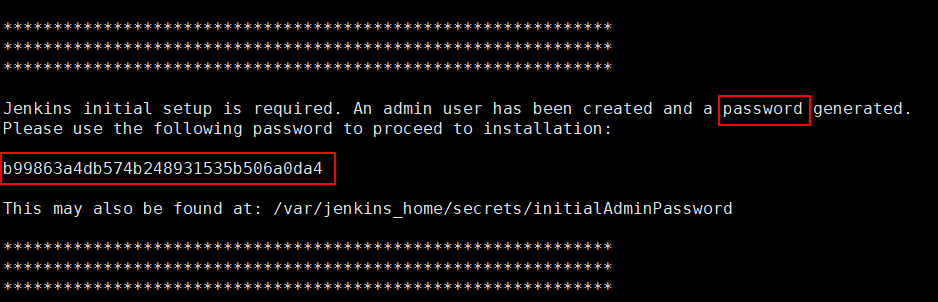 *************************************************************
*************************************************************
*************************************************************
Jenkins initial setup is required. An admin user has been created and a password generated.
Please use the following password to proceed to installation:
b99863a4db574b248931535b506a0da4
This may also be found at: /var/jenkins_home/secrets/initialAdminPassword
*************************************************************
*************************************************************
*************************************************************